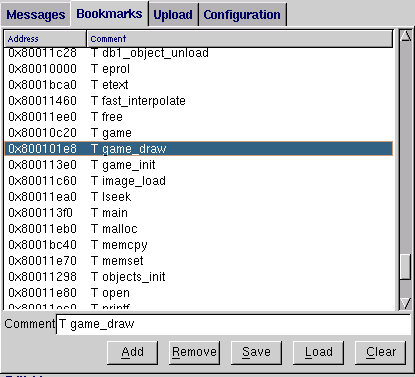 Messages Bookmarks Upload Configuration
Address Comment
0x80011c28 T db1_object_unload
0x80010000 T eprol
0x8001bca0 T etext
0x80011460 T fast_interpolate
0x80011ee0 T free
0x80010c20 T game
0x800101e8 T game_draw
0x800113e0 T game_init
0x80011c60 T image_load
0x80011ea0 T lseek
0x800113f0 T main
0x80011eb0 T malloc
0x8001bc40 T memcpy
0x80011e70 T memset
0x80011298 T objects_init
0x80011e80 T open
0x80011ec0 T printf
Comment T game_draw
Add Remove Save Load Clear